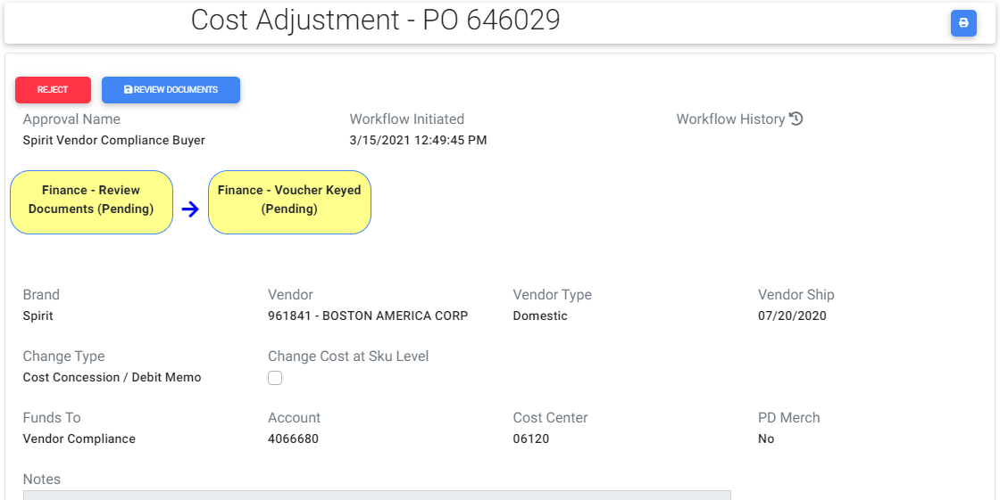 Cost Adjustment - PO 646029
REJECT
REVIEW DOCUMENTS
Approval Name
Workflow Initiated
Workflow History
Spirit Vendor Compliance Buyer
3/15/2021 12:49:45 PM
Finance - Review
Documents (Pending)
Finance - Voucher Keyed
(Pending)
Brand
Vendor
Vendor Type
Vendor Ship
Spirit
961841 - BOSTON AMERICA CORP
Domestic
07/20/2020
Change Type
Change Cost at Sku Level
Cost Concession / Debit Memo
Funds To
Account
Cost Center
PD Merch
Vendor Compliance
4066680
06120
No
Notes